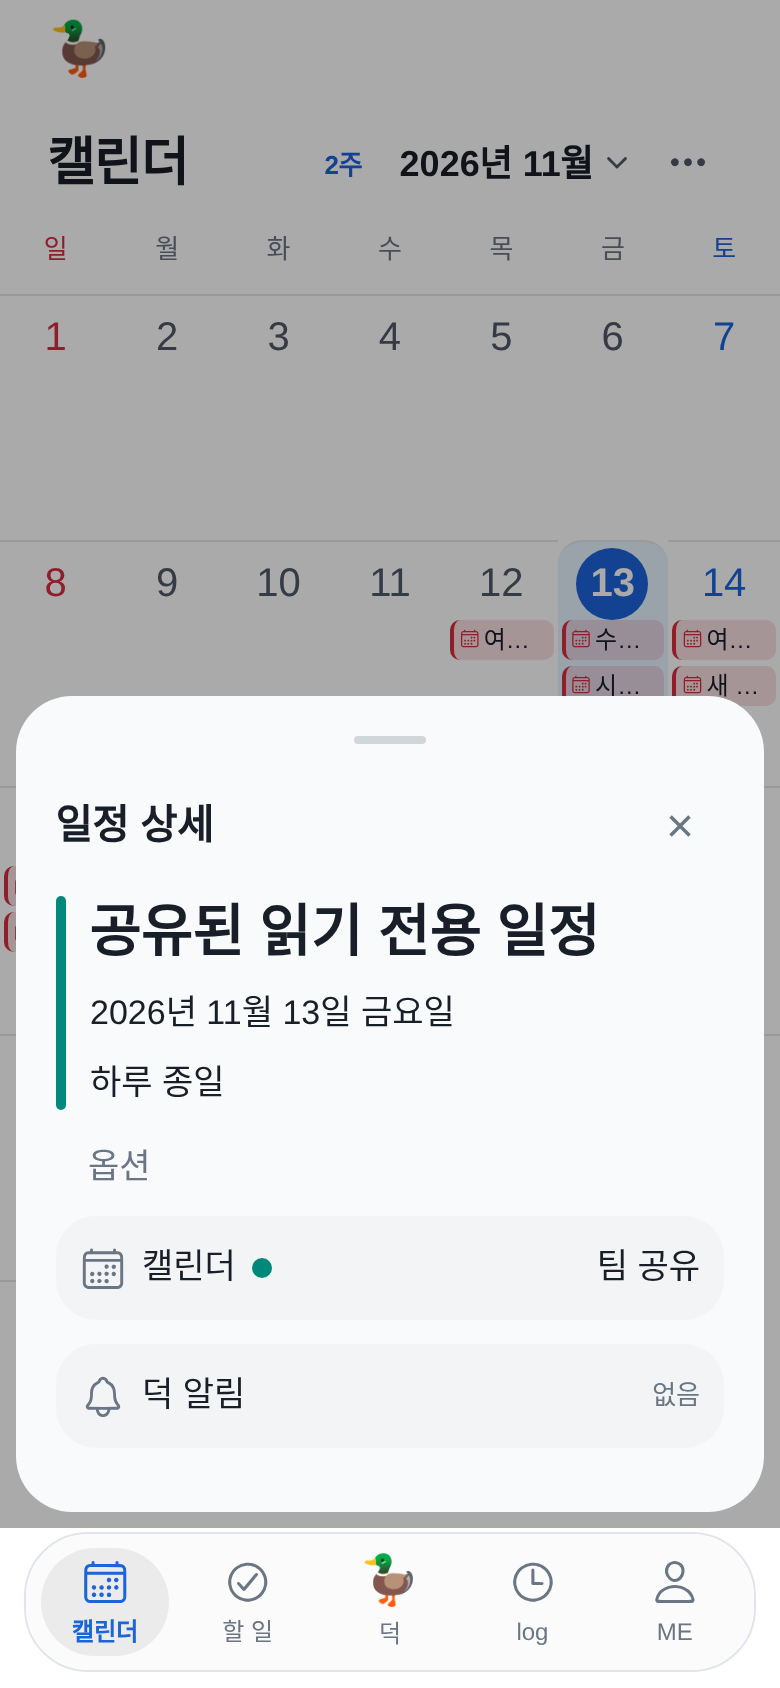 캘린더 2주 2026년 11월
일 월 화 수 목 금 토
1 2 3 4 5 6 7
8 9 10 11 12 13 14
여... 수... 여...
시... 새 ...
일정 상세
공유된 읽기 전용 일정
2026년 11월 13일 금요일
하루 종일
옵션
캘린더 팀 공유
덕 알림 없음
캘린더 할 일 덕 log ME